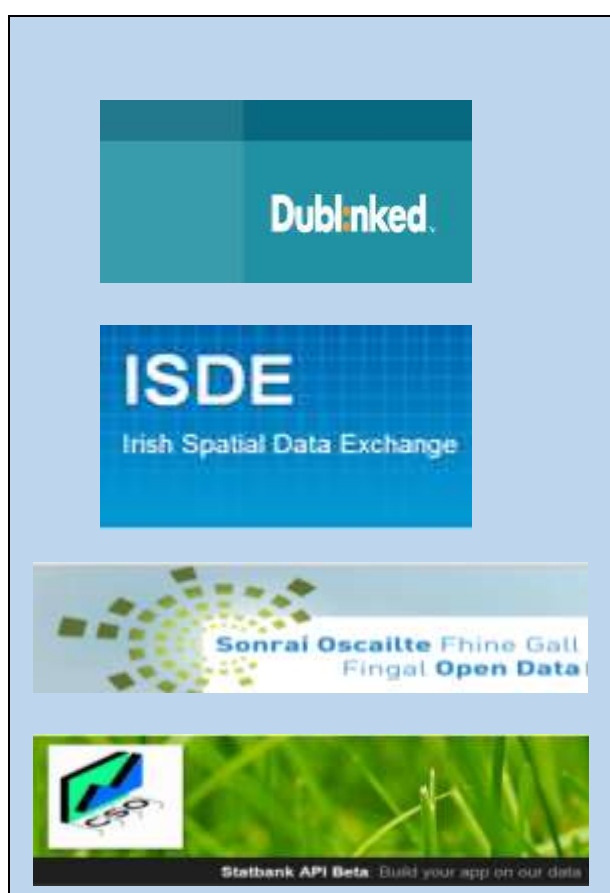 Dubl:nked
ISDE
Irish Spatial Data Exchange
Sonraí Oscailte Fhine Gall
Fingal Open Data
CSO
Statbank API Beta Build your app on our data